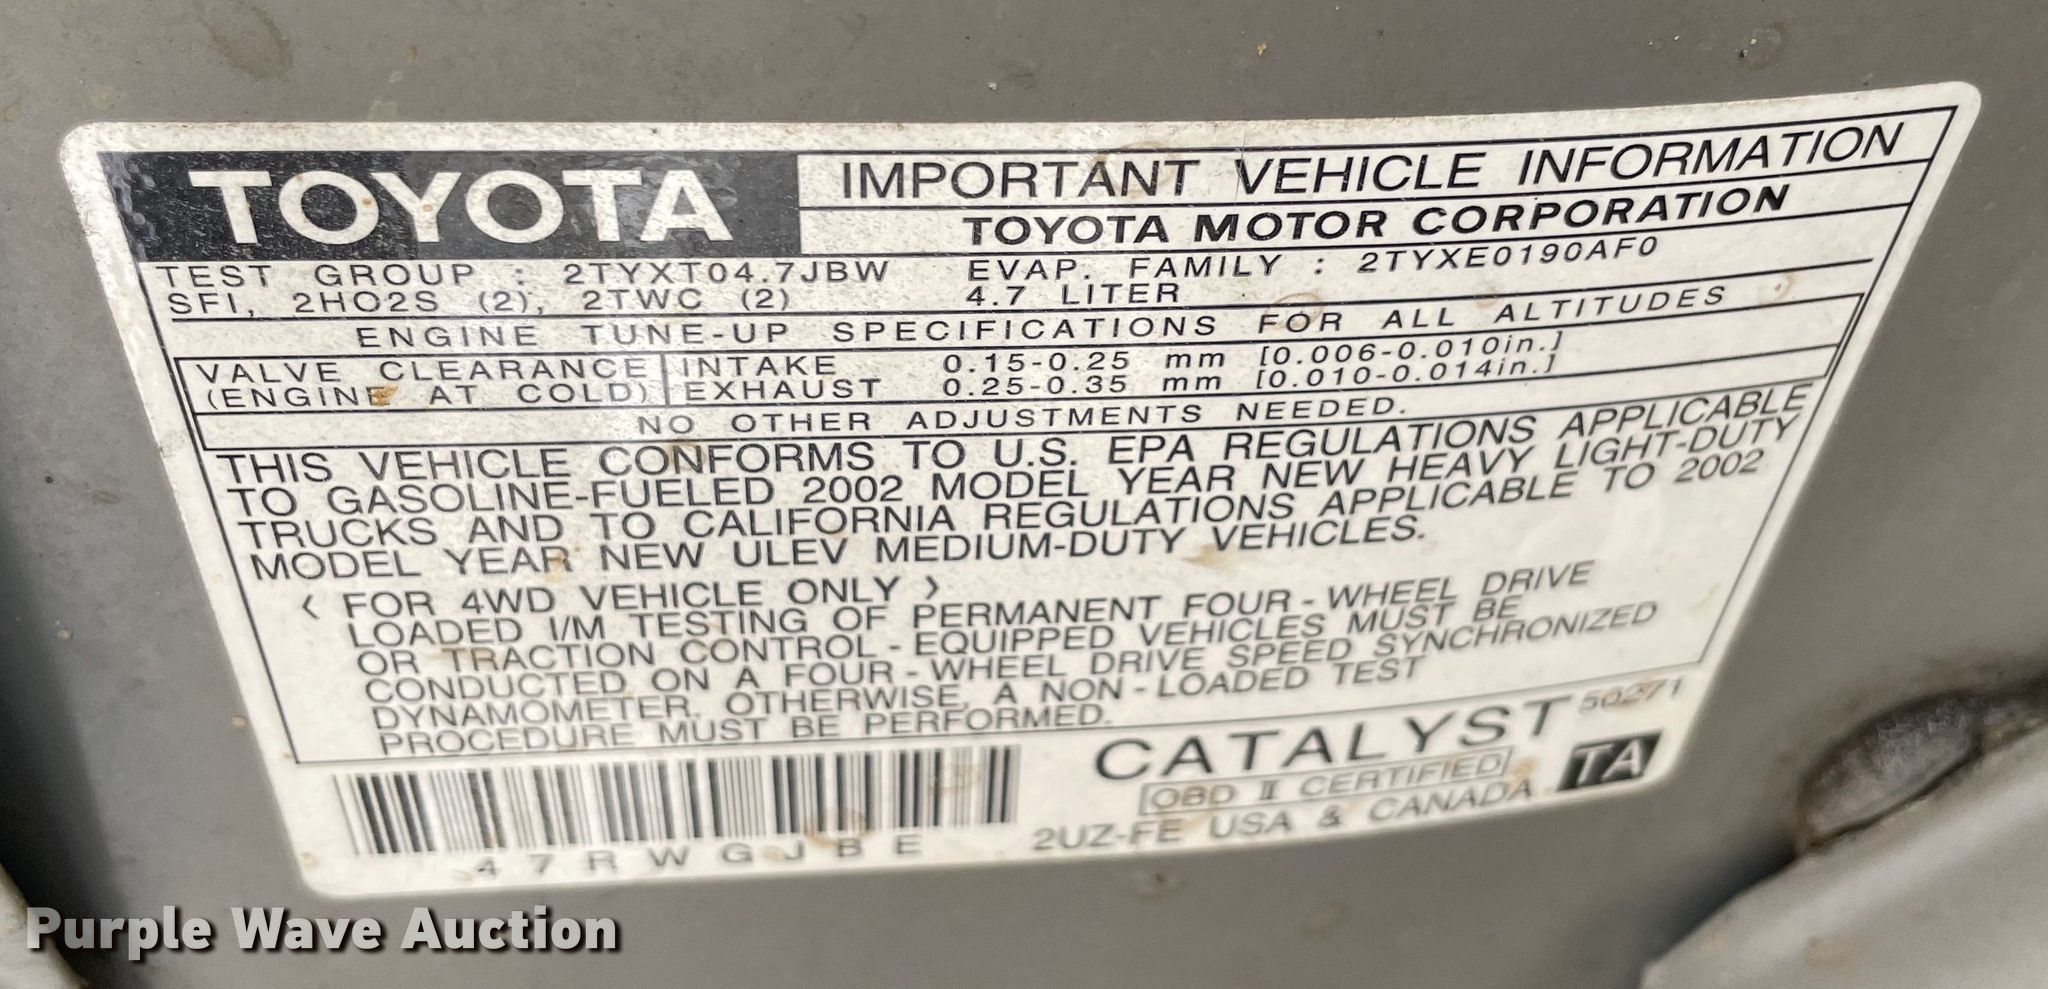 TOYOTA
IMPORTANT VEHICLE INFORMATION
TOYOTA MOTOR CORPORATION
TEST GROUP : 2TYXT04.7JBW EVAP. FAMILY : 2TYXE0190AF0
SFI, 2HO2S (2), 2TWC (2) 4.7 LITER
ENGINE TUNE-UP SPECIFICATIONS FOR ALL ALTITUDES
VALVE CLEARANCE INTAKE 0.15-0.25 mm [0.006-0.010in.]
(ENGINE AT COLD) EXHAUST 0.25-0.35 mm [0.010-0.014in.]
NO OTHER ADJUSTMENTS NEEDED.
THIS VEHICLE CONFORMS TO U.S. EPA REGULATIONS APPLICABLE
TO GASOLINE-FUELED 2002 MODEL YEAR NEW HEAVY LIGHT-DUTY
TRUCKS AND TO CALIFORNIA REGULATIONS APPLICABLE TO 2002
MODEL YEAR NEW ULEV MEDIUM-DUTY VEHICLES.
< FOR 4WD VEHICLE ONLY >
LOADED I/M TESTING OF PERMANENT FOUR-WHEEL DRIVE
OR TRACTION CONTROL-EQUIPPED VEHICLES MUST BE
CONDUCTED ON A FOUR-WHEEL DRIVE SPEED SYNCHRONIZED
DYNAMOMETER. OTHERWISE, A NON-LOADED TEST
PROCEDURE MUST BE PERFORMED.
CATALYST 50271
OBD II CERTIFIED TA
2UZ-FE USA & CANADA
47RWGJBE
Purple Wave Auction